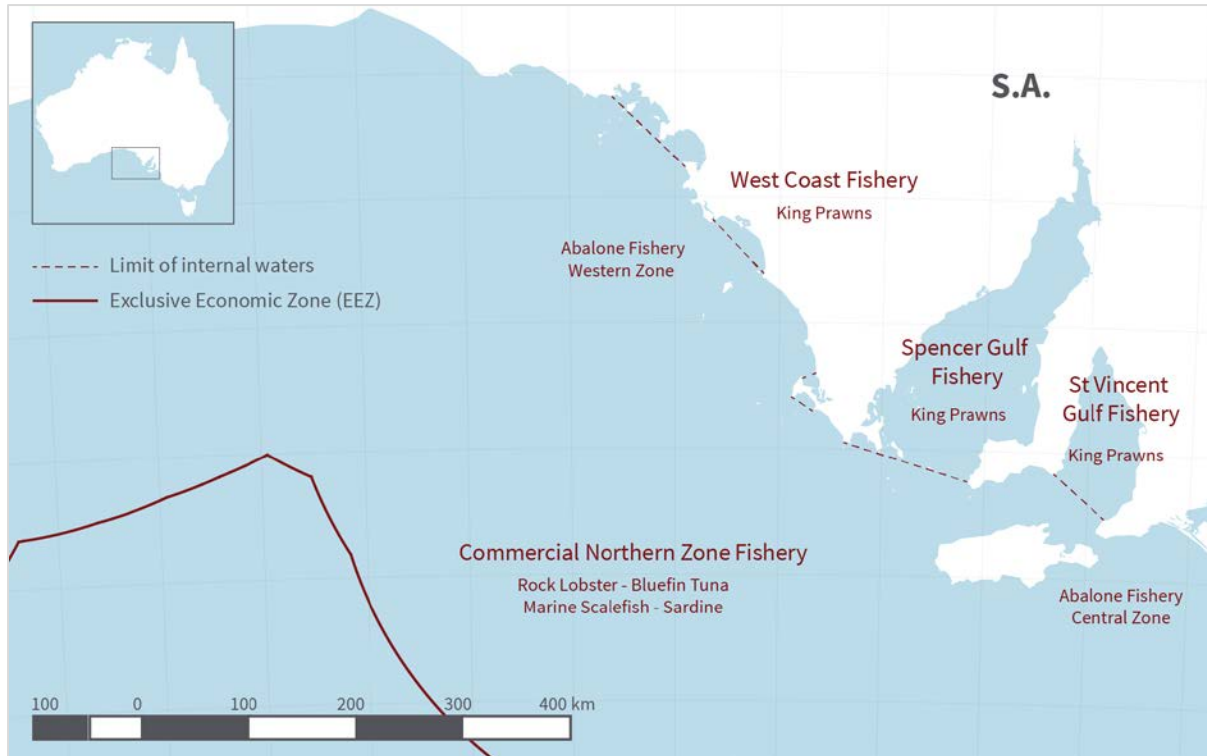 S.A.
West Coast Fishery
King Prawns
Abalone Fishery
Western Zone
Limit of internal waters
Exclusive Economic Zone (EEZ)
Spencer Gulf
Fishery
King Prawns
St Vincent
Gulf Fishery
King Prawns
Commercial Northern Zone Fishery
Rock Lobster - Bluefin Tuna
Marine Scalefish - Sardine
Abalone Fishery
Central Zone
100 0 100 200 300 400 km